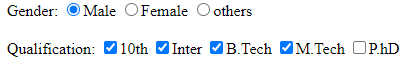 Gender: Male Female others
Qualification: 10th Inter B.Tech M.Tech P.hD